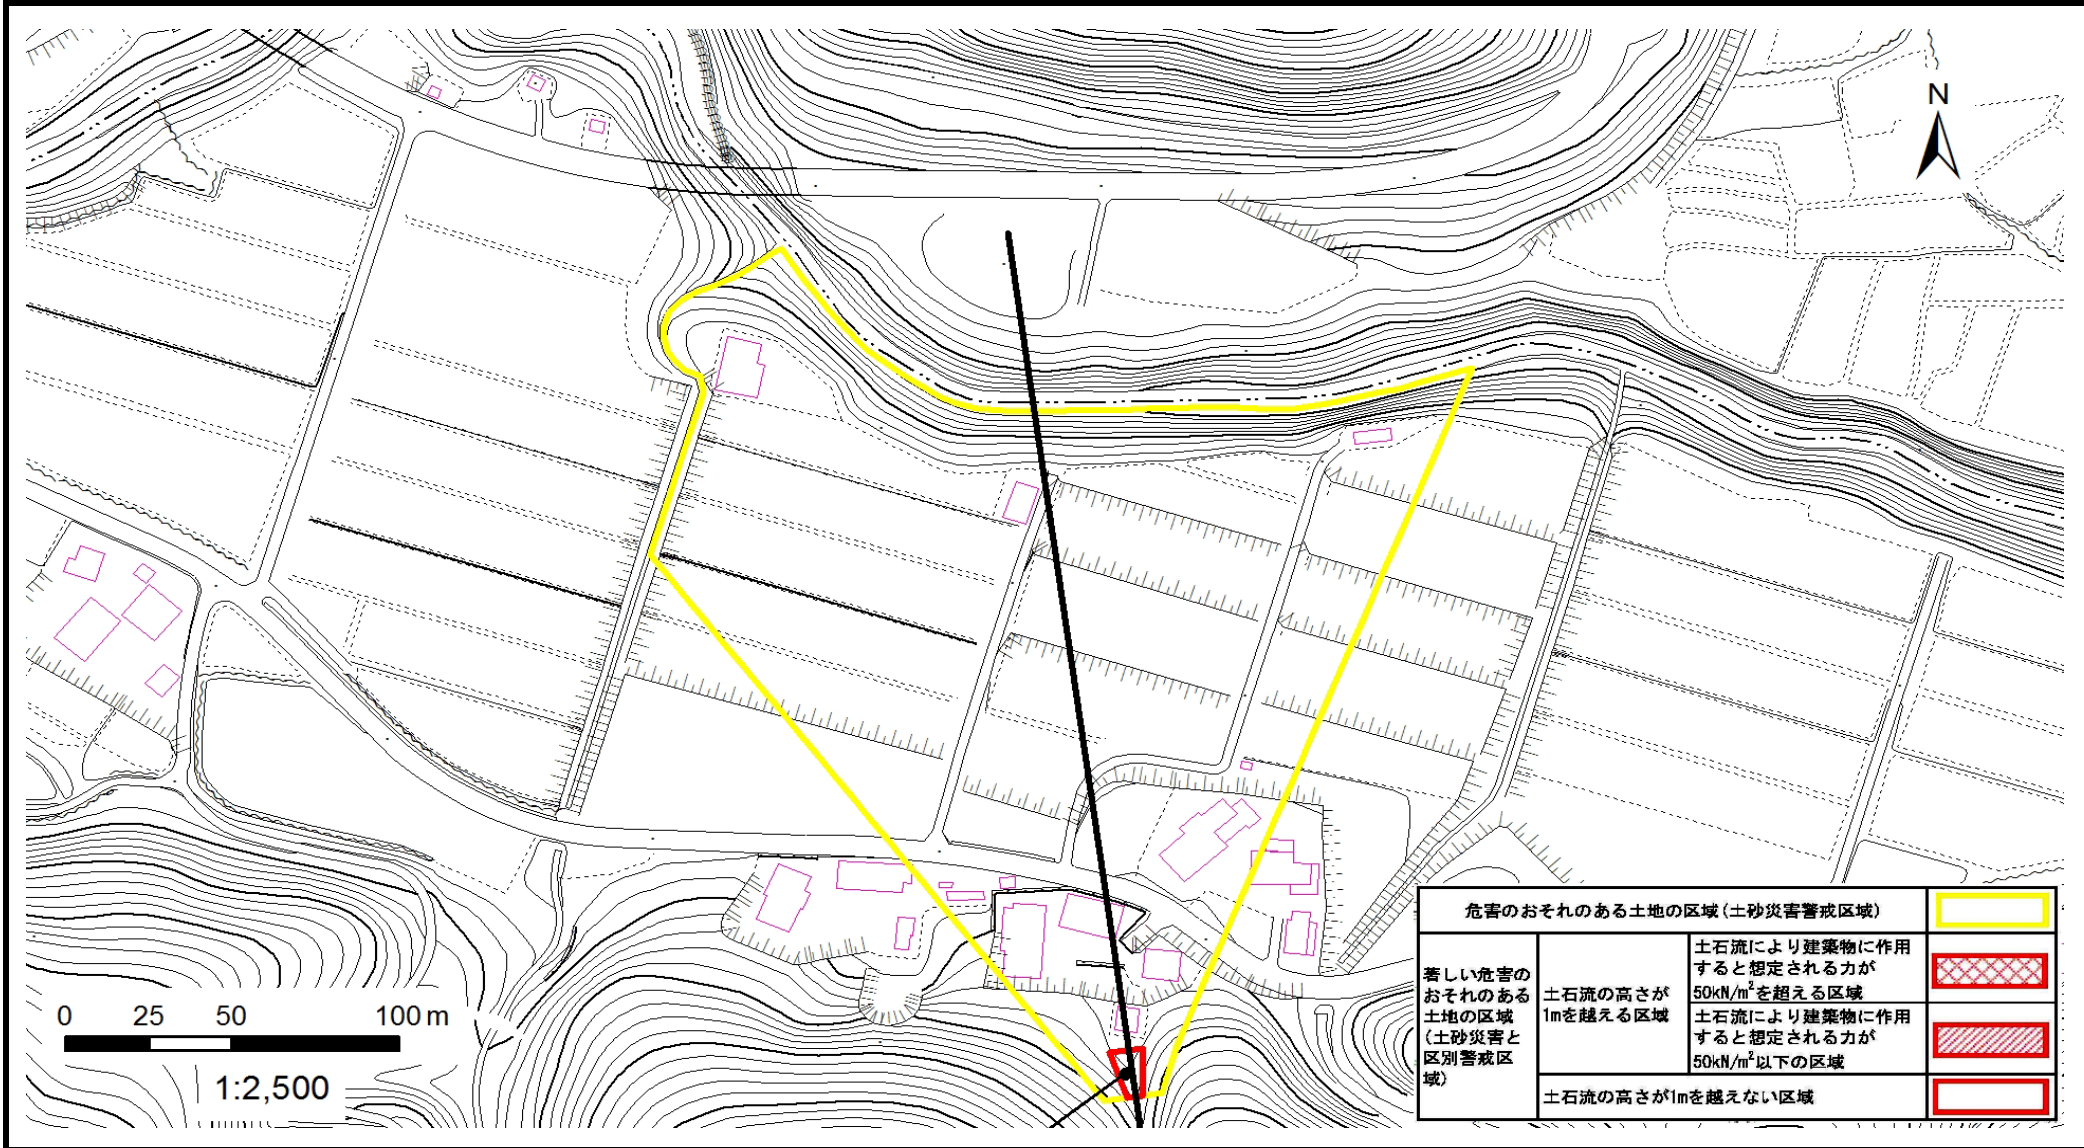 N
危害のおそれのある土地の区域(土砂災害警戒区域)
著しい危害の
おそれのある
土地の区域
(土砂災害と
区別警戒区
域)
土石流の高さが
1mを越える区域
土石流により建築物に作用
すると想定される力が
50kN/m²を超える区域
土石流により建築物に作用
すると想定される力が
50kN/m²以下の区域
土石流の高さが1mを越えない区域
0 25 50 100 m
1:2,500